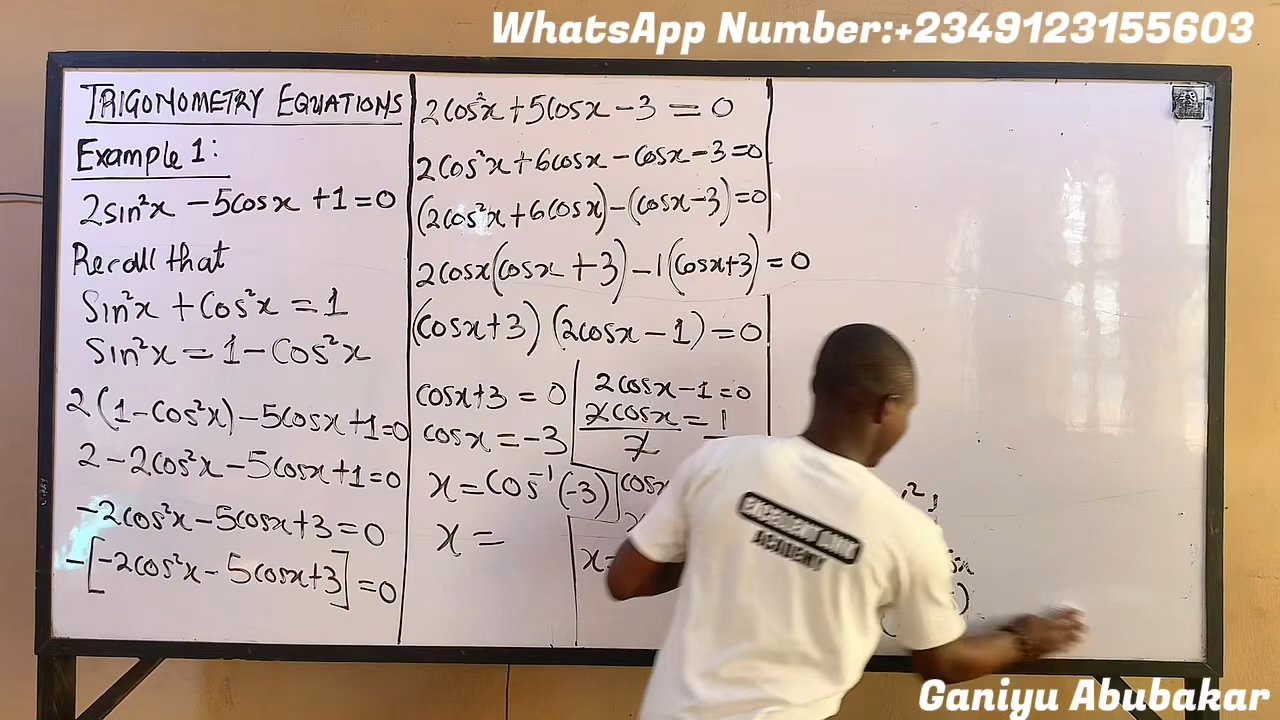 WhatsApp Number:+2349123155603
TRIGONOMETRY EQUATIONS
Example 1:
2sin²x - 5cosx + 1 = 0
Recall that
Sin²x + Cos²x = 1
Sin²x = 1 - Cos²x
2(1 - Cos²x) - 5cosx + 1 = 0
2 - 2cos²x - 5cosx + 1 = 0
-2cos²x - 5cosx + 3 = 0
-[-2cos²x - 5cosx + 3] = 0
2cos²x + 5cosx - 3 = 0
2cos²x + 6cosx - cosx - 3 = 0
(2cos²x + 6cosx) - (cosx - 3) = 0
2cosx(cosx + 3) - 1(cosx + 3) = 0
(cosx + 3) (2cosx - 1) = 0
cosx + 3 = 0
cosx = -3
x = Cos⁻¹(-3)
x =
2cosx - 1 = 0
2cosx = 1
2
cosx
x =
EXCELLENT MARK
ACADEMY
Ganiyu Abubakar